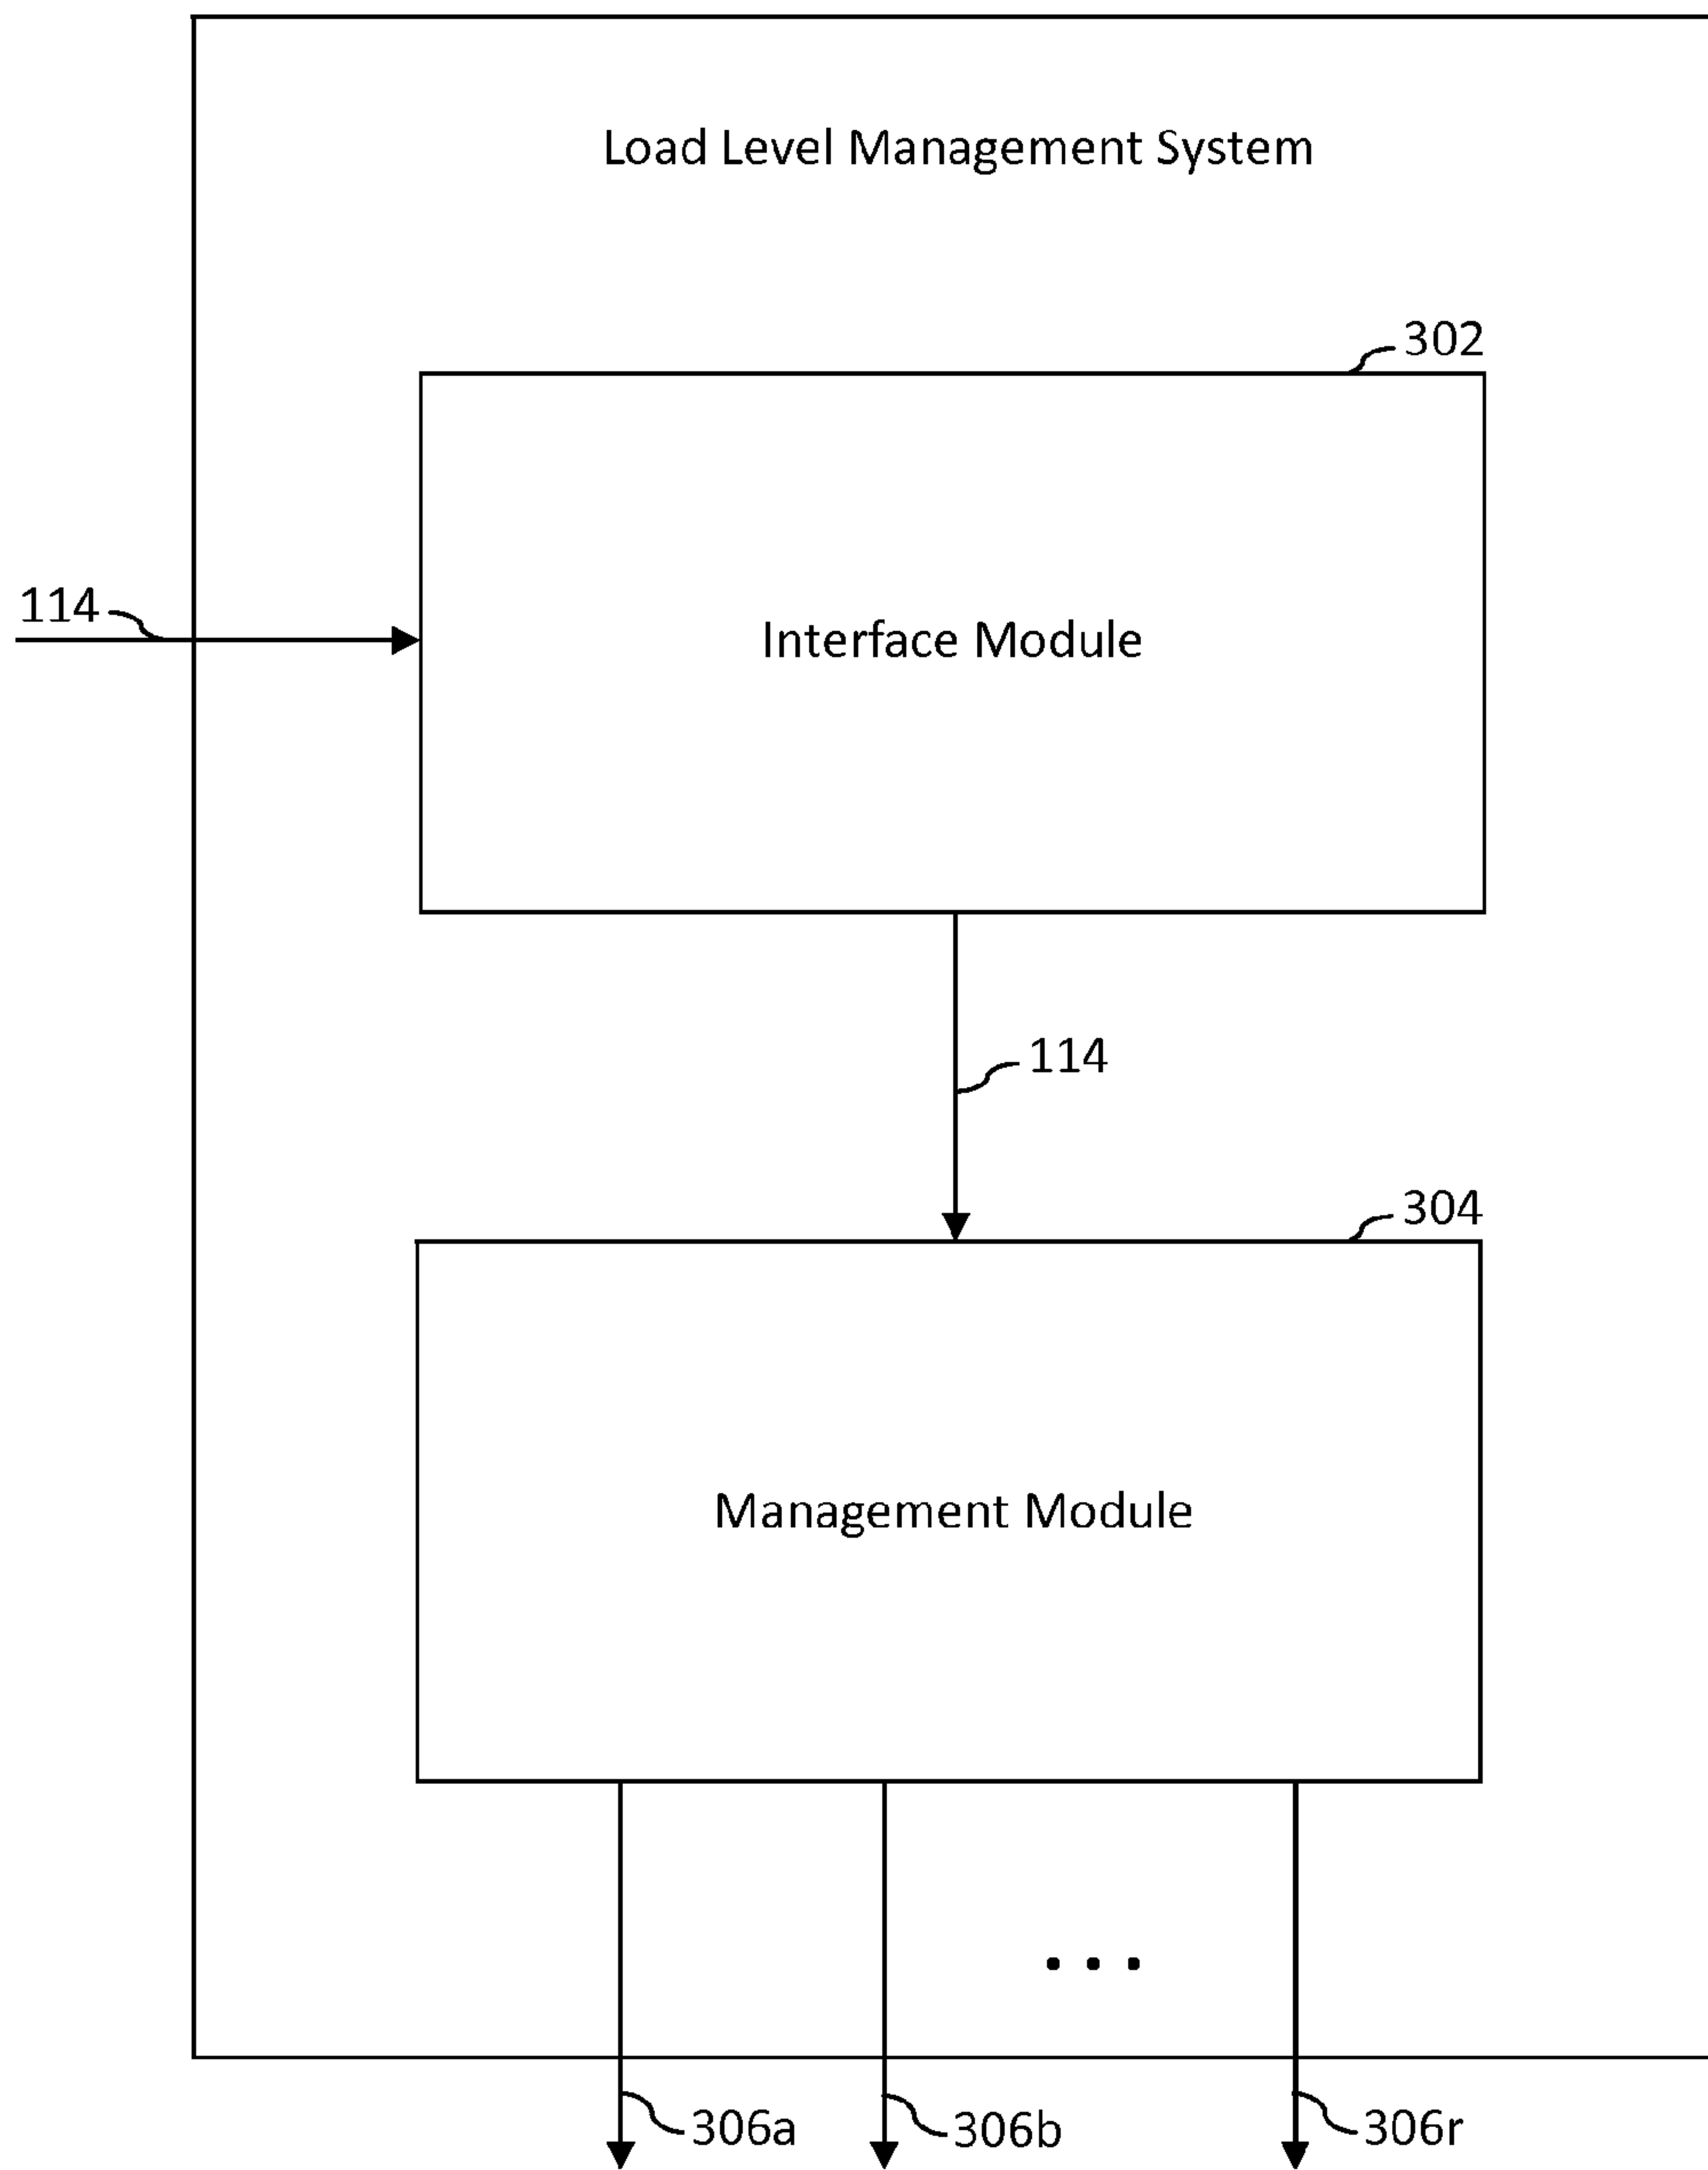 Load Level Management System
302
114
Interface Module
114
304
Management Module
...
306a
306b
306r